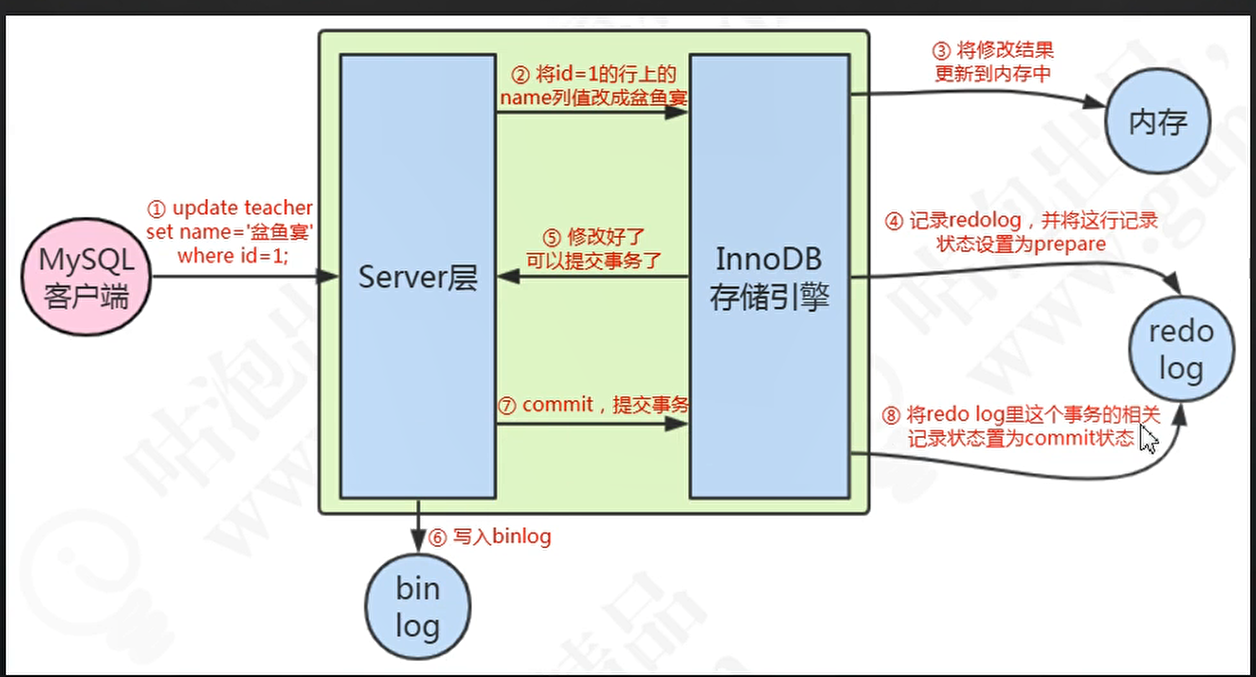 ① update teacher
set name='盆鱼宴'
where id=1;
MySQL
客户端
Server层
② 将id=1的行上的
name列值改成盆鱼宴
⑤ 修改好了
可以提交事务了
⑦ commit，提交事务
InnoDB
存储引擎
③ 将修改结果
更新到内存中
内存
④ 记录redolog，并将这行记录
状态设置为prepare
redo
log
⑧ 将redo log里这个事务的相关
记录状态置为commit状态
⑥ 写入binlog
bin
log